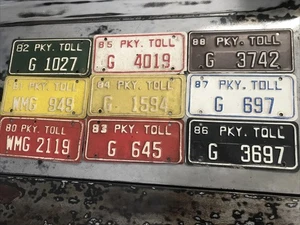 82 PKY. TOLL
G 1027
85 PKY. TOLL
G 4019
88 PKY. TOLL
G 3742
PKY. TOLL
WMG 949
84 PKY. TOLL
G 1594
87 PKY. TOLL
G 697
80 PKY. TOLL
WMG 2119
83 PKY. TOLL
G 645
86 PKY. TOLL
G 3697